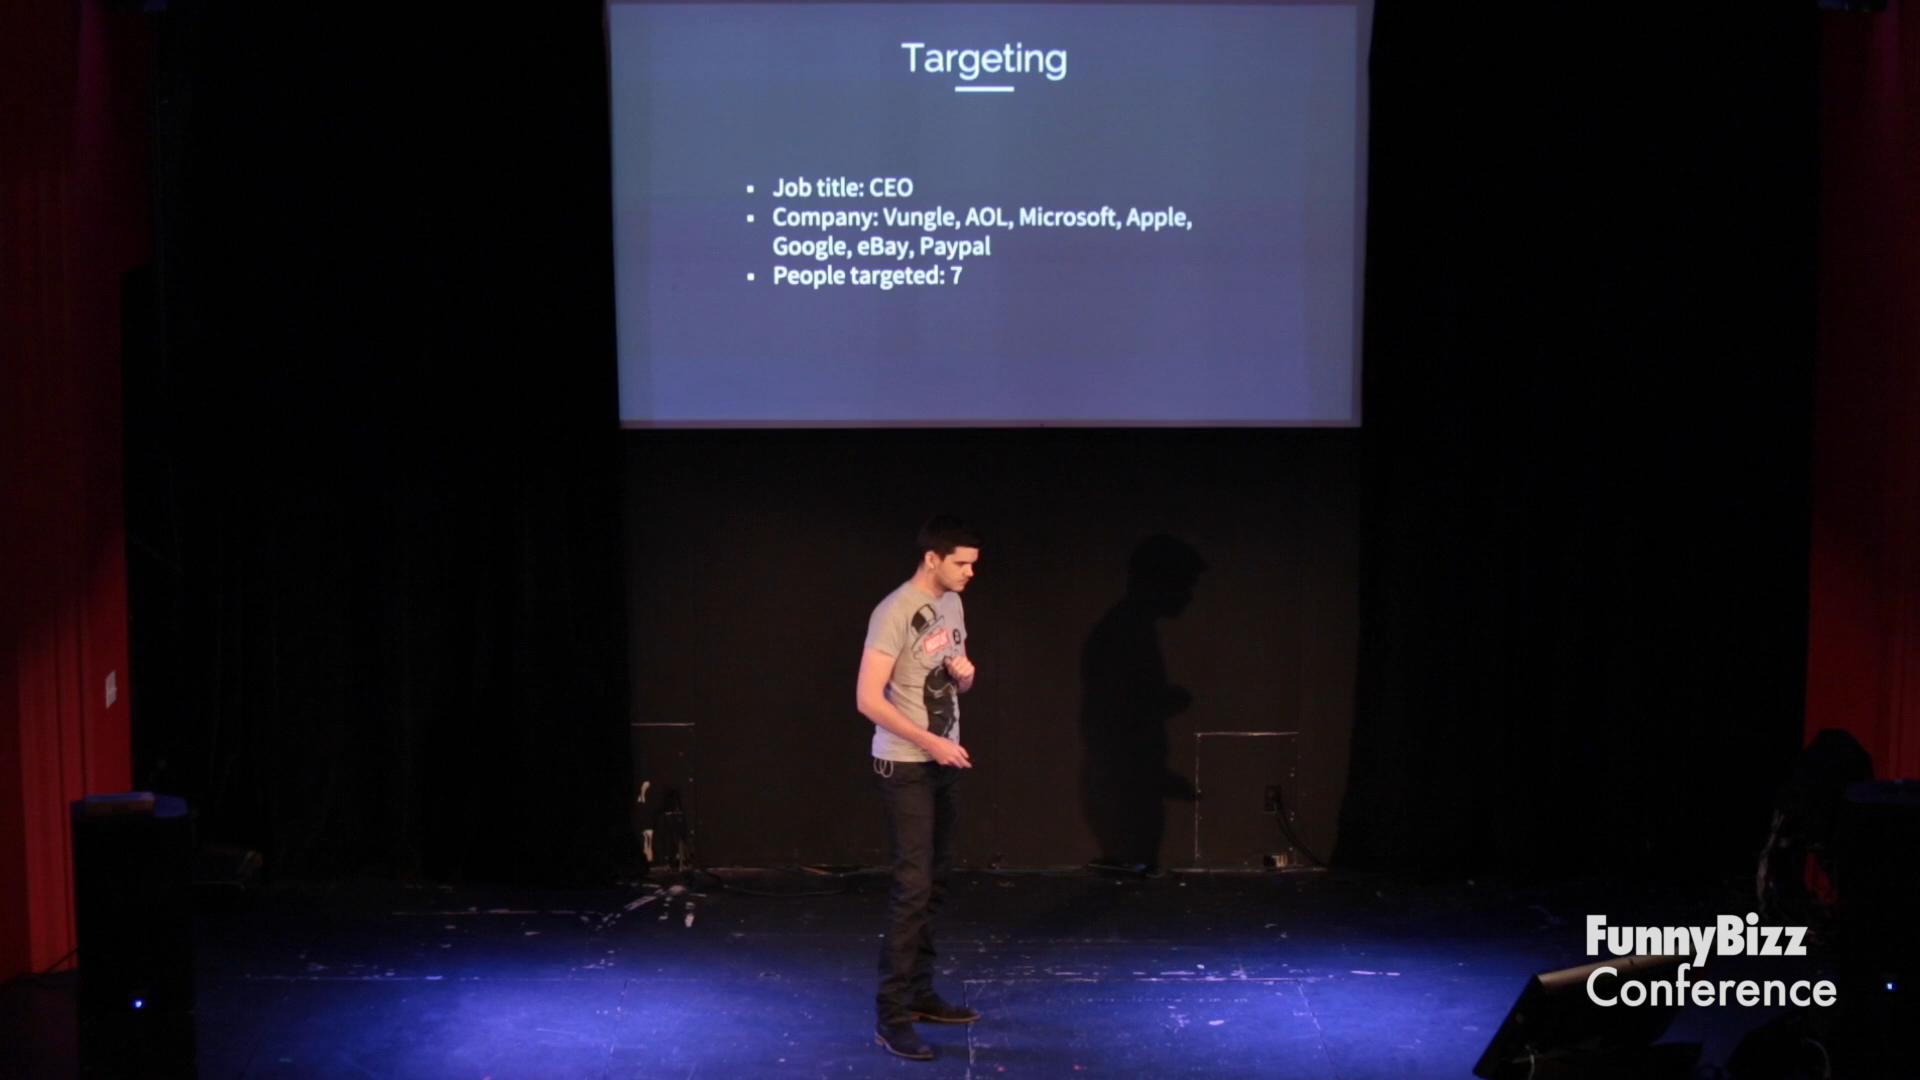 Targeting
▪ Job title: CEO
▪ Company: Vungle, AOL, Microsoft, Apple,
Google, eBay, Paypal
▪ People targeted: 7
FunnyBizz
Conference